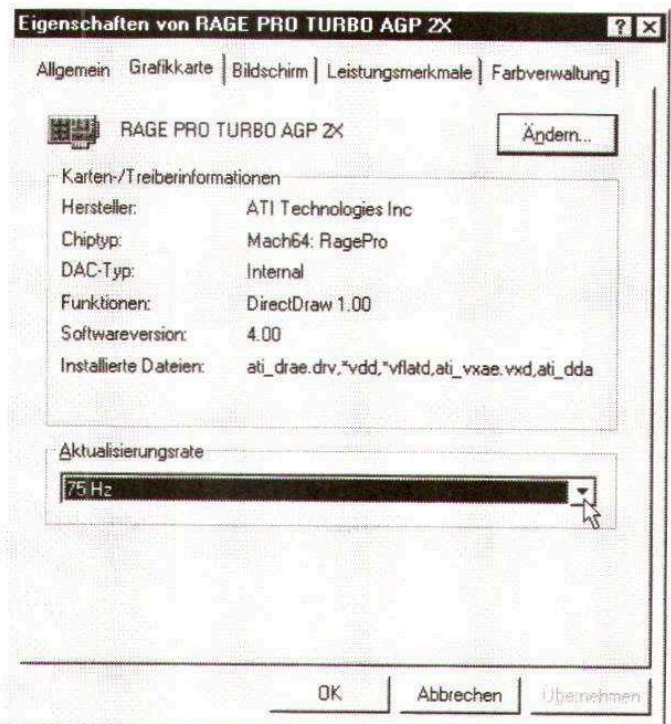 Eigenschaften von RAGE PRO TURBO AGP 2X
Allgemein Grafikkarte Bildschirm Leistungsmerkmale Farbverwaltung
RAGE PRO TURBO AGP 2X Ändern...
Karten-/Treiberinformationen
Hersteller: ATI Technologies Inc
Chiptyp: Mach64: RagePro
DAC-Typ: Internal
Funktionen: DirectDraw 1.00
Softwareversion: 4.00
Installierte Dateien: ati_drae.drv,*vdd,*vflatd,ati_vxae.vxd,ati_dda
Aktualisierungsrate
75 Hz
OK Abbrechen Übernehmen